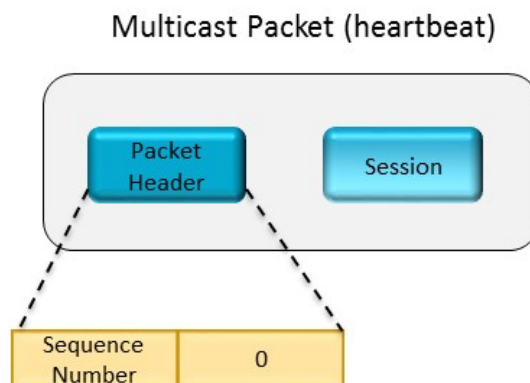 Multicast Packet (heartbeat)
Packet
Header
Session
Sequence
Number
0